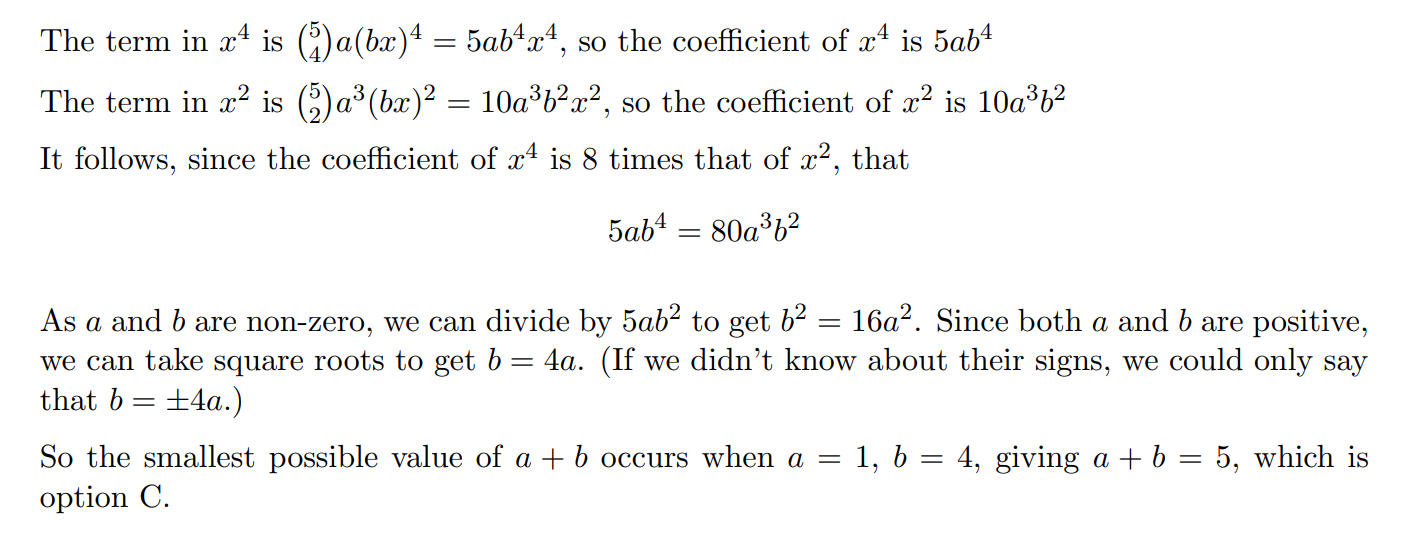 The term in $x^4$ is $\binom{5}{4}a(bx)^4 = 5ab^4x^4$, so the coefficient of $x^4$ is $5ab^4$
The term in $x^2$ is $\binom{5}{2}a^3(bx)^2 = 10a^3b^2x^2$, so the coefficient of $x^2$ is $10a^3b^2$
It follows, since the coefficient of $x^4$ is 8 times that of $x^2$, that
$5ab^4 = 80a^3b^2$
As $a$ and $b$ are non-zero, we can divide by $5ab^2$ to get $b^2 = 16a^2$. Since both $a$ and $b$ are positive,
we can take square roots to get $b = 4a$. (If we didn't know about their signs, we could only say
that $b = \pm 4a$.)
So the smallest possible value of $a + b$ occurs when $a = 1$, $b = 4$, giving $a + b = 5$, which is
option C.